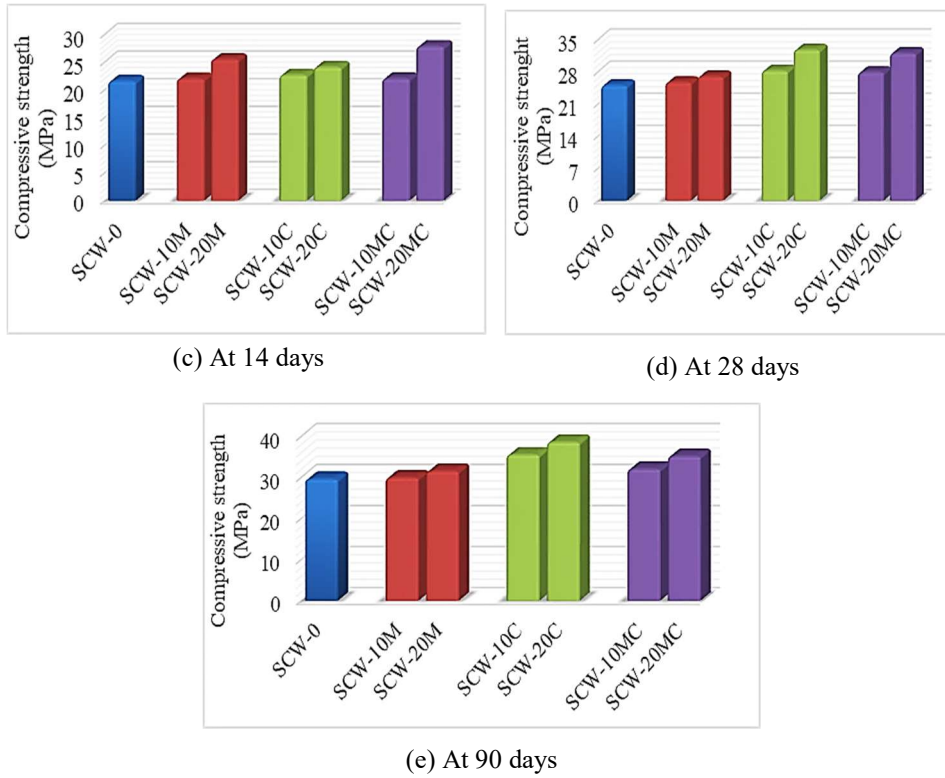 Compressive strength
(MPa)
30
25
20
15
10
5
0
SCW-0
SCW-10M
SCW-20M
SCW-10C
SCW-20C
SCW-10MC
SCW-20MC
(c) At 14 days
Compressive strenght
(MPa)
35
28
21
14
7
0
SCW-0
SCW-10M
SCW-20M
SCW-10C
SCW-20C
SCW-10MC
SCW-20MC
(d) At 28 days
Compressive strength
(MPa)
40
30
20
10
0
SCW-0
SCW-10M
SCW-20M
SCW-10C
SCW-20C
SCW-10MC
SCW-20MC
(e) At 90 days